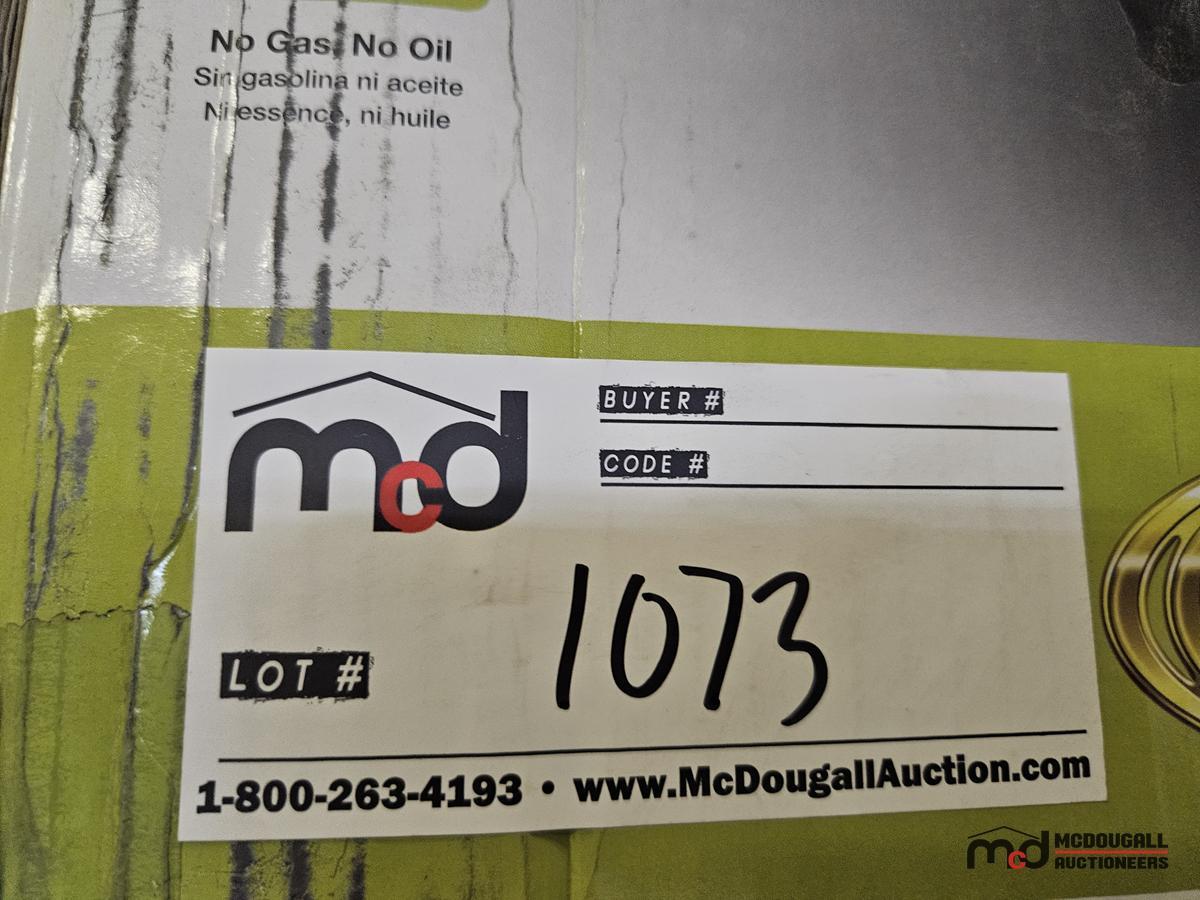 No Gas, No Oil
Sin gasolina ni aceite
Ni essence, ni huile
mcd
BUYER #
CODE #
LOT # 1073
1-800-263-4193 • www.McDougallAuction.com
mcd MCDOUGALL
AUCTIONEERS